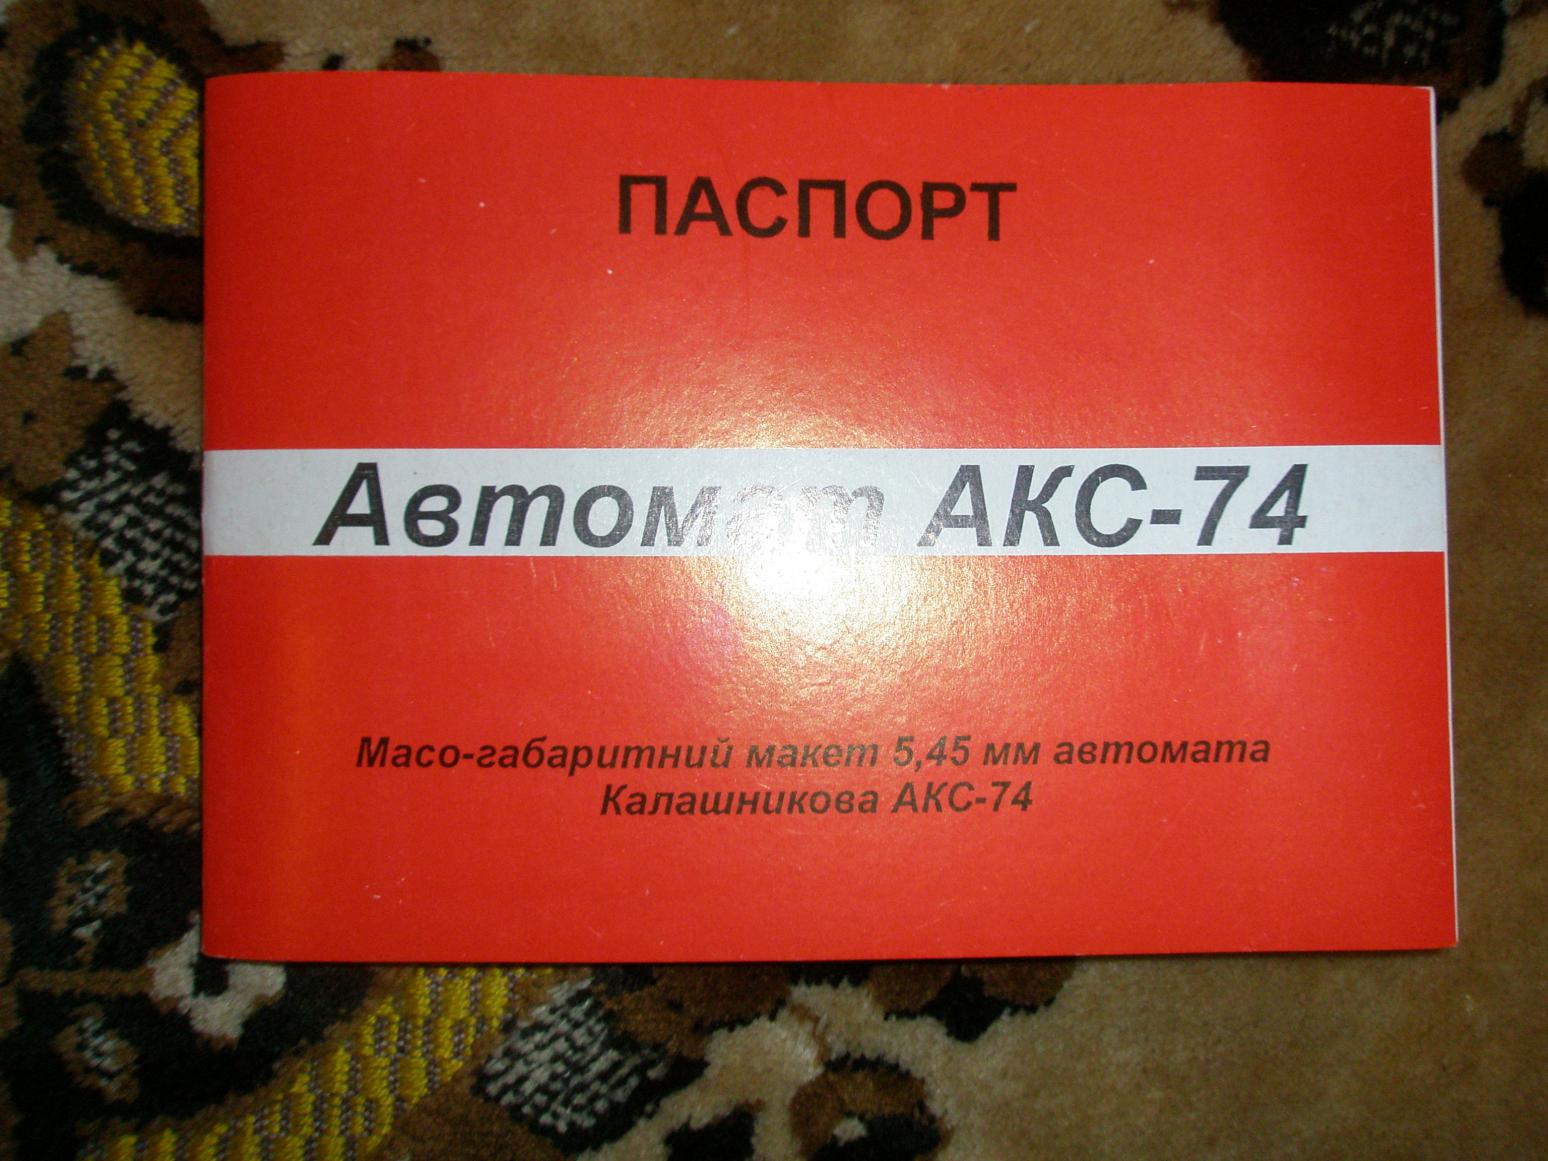 ПАСПОРТ
Автомат АКС-74
Масо-габаритний макет 5,45 мм автомата
Калашникова АКС-74